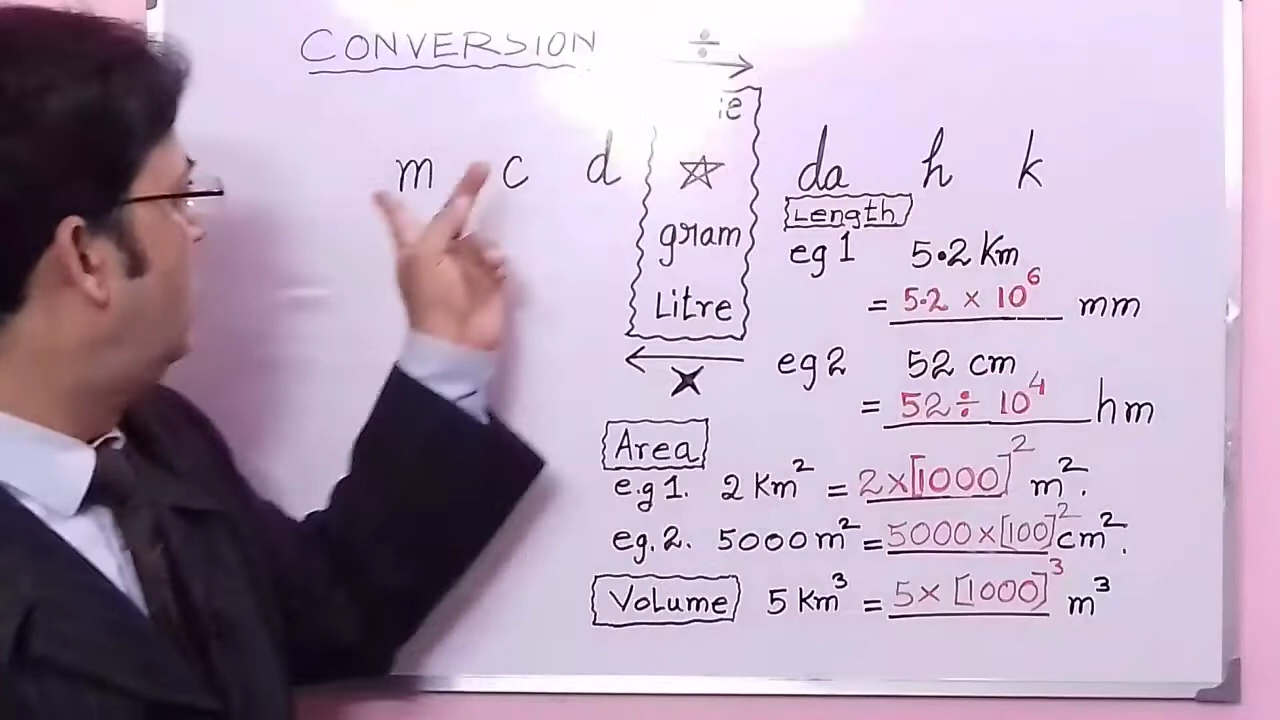 CONVERSION ÷
ie
m c d ☆ da h k
Length
gram eg 1 5.2 Km
Litre = 5.2 × 10⁶ mm
× eg 2 52 cm
= 52 ÷ 10⁴ hm
Area
e.g 1. 2 Km² = 2×[1000]² m².
eg. 2. 5000 m² = 5000×[100]² cm².
Volume 5 Km³ = 5× [1000]³ m³